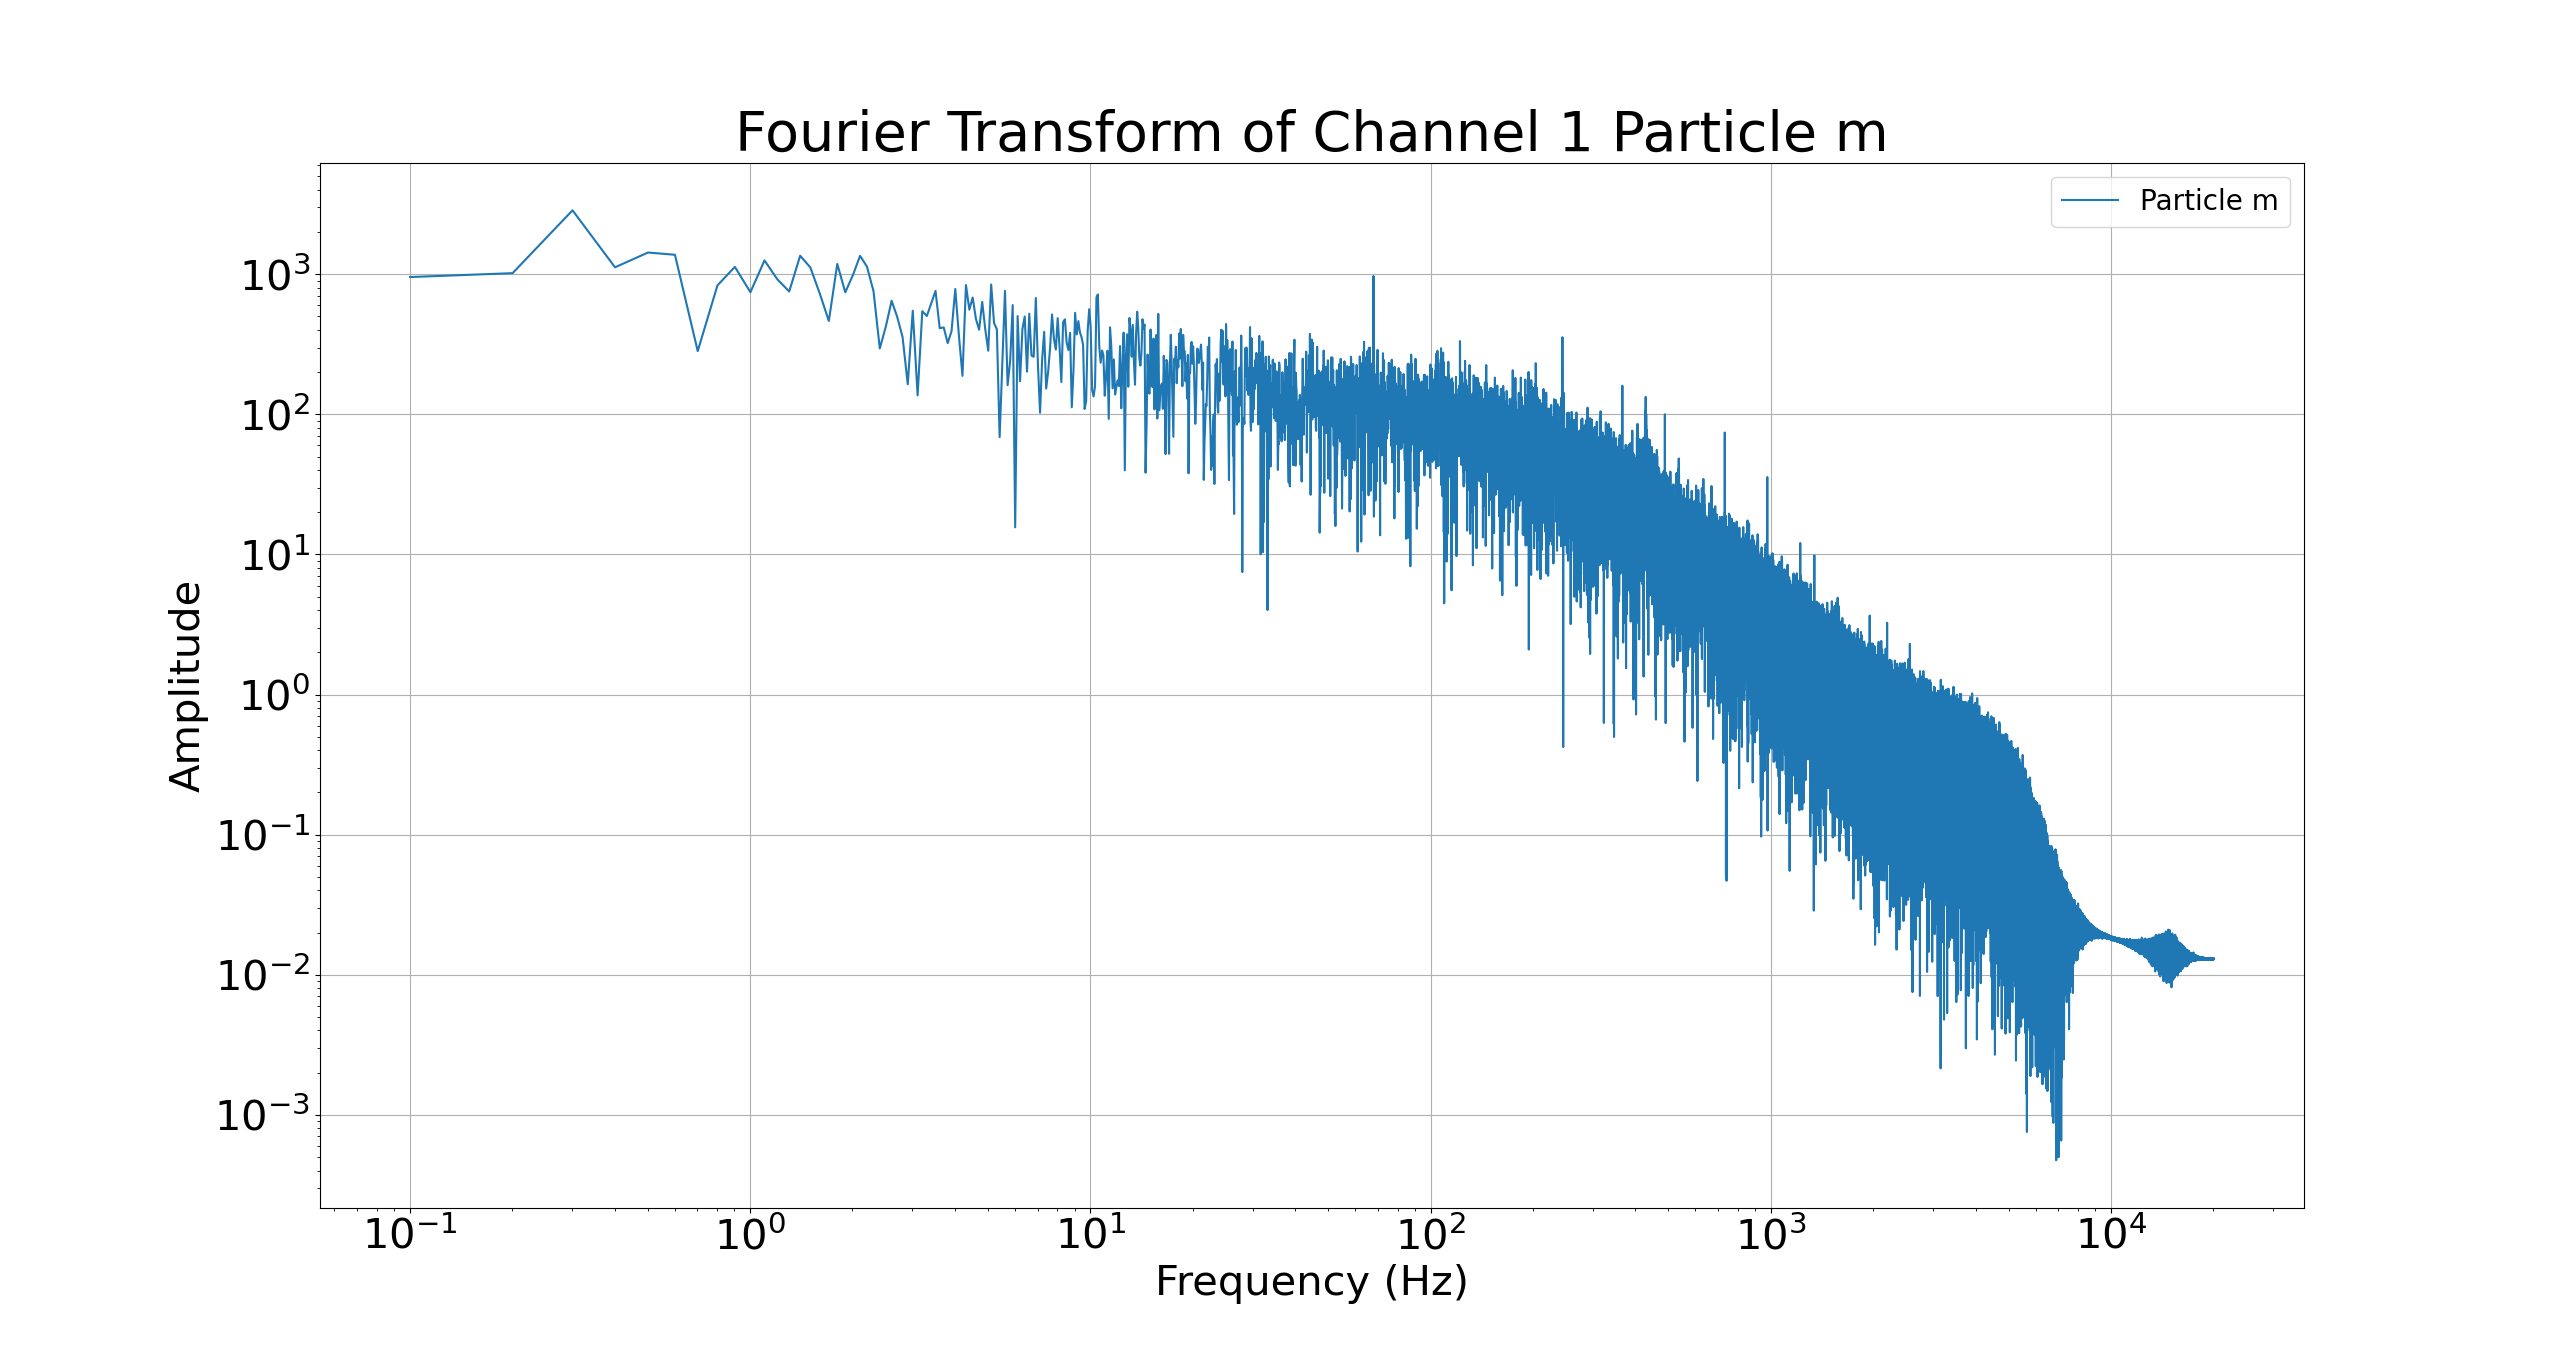 Fourier Transform of Channel 1 Particle m
Particle m
10³
10²
10¹
10⁰
10⁻¹
10⁻²
10⁻³
Amplitude
10⁻¹ 10⁰ 10¹ 10² 10³ 10⁴
Frequency (Hz)